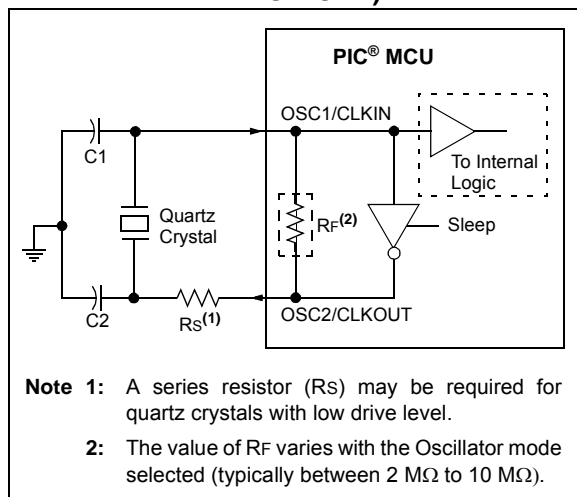 PIC® MCU
OSC1/CLKIN
C1
To Internal
Logic
Quartz
Crystal
RF(2)
Sleep
C2
RS(1)
OSC2/CLKOUT
Note 1: A series resistor (RS) may be required for
quartz crystals with low drive level.
2: The value of RF varies with the Oscillator mode
selected (typically between 2 MΩ to 10 MΩ).